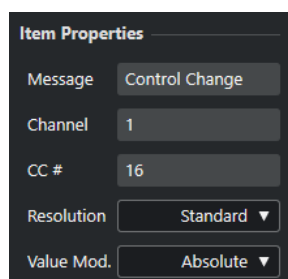 Item Properties
Message Control Change
Channel 1
CC # 16
Resolution Standard ▼
Value Mod. Absolute ▼